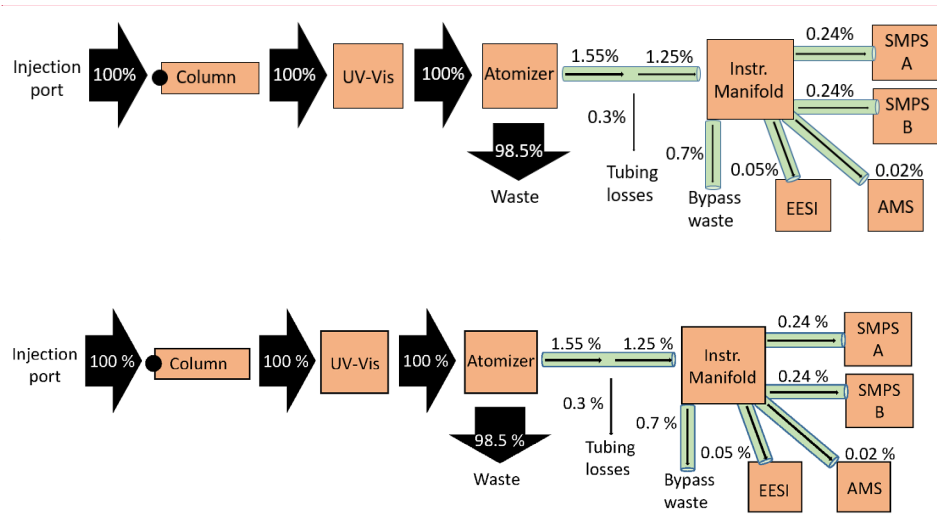 Injection
port
100%
Column
100%
UV-Vis
100%
Atomizer
98.5%
Waste
1.55%
1.25%
0.3%
Tubing
losses
Instr.
Manifold
0.24%
SMPS
A
0.24%
SMPS
B
0.7%
Bypass
waste
0.05%
EESI
0.02%
AMS
Injection
port
100 %
Column
100 %
UV-Vis
100 %
Atomizer
98.5 %
Waste
1.55 %
1.25 %
0.3 %
Tubing
losses
Instr.
Manifold
0.24 %
SMPS
A
0.24 %
SMPS
B
0.7 %
Bypass
waste
0.05 %
EESI
0.02 %
AMS